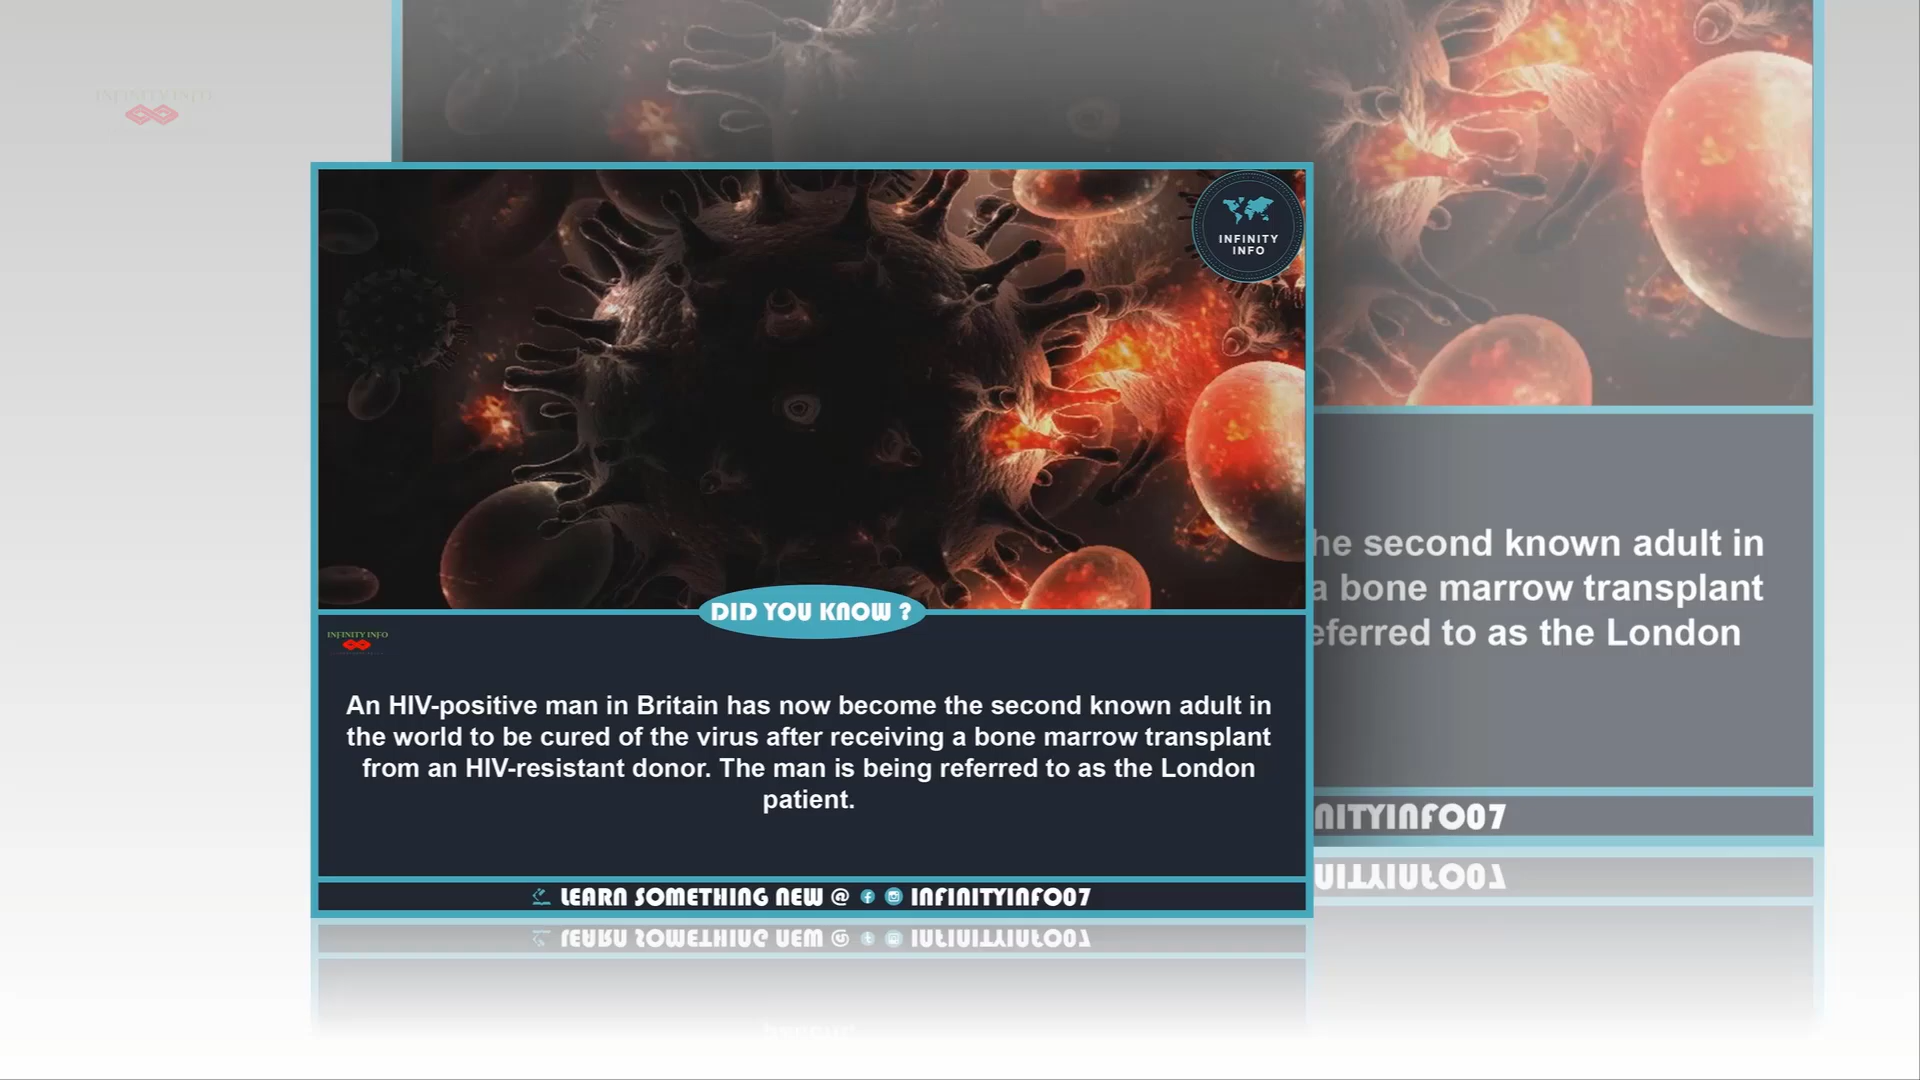 INFINITY INFO
INFINITY
INFO
DID YOU KNOW ?
INFINITY INFO
An HIV-positive man in Britain has now become the second known adult in
the world to be cured of the virus after receiving a bone marrow transplant
from an HIV-resistant donor. The man is being referred to as the London
patient.
LEARN SOMETHING NEW @ INFINITYINFO07
he second known adult in
a bone marrow transplant
eferred to as the London
NITYINFO07